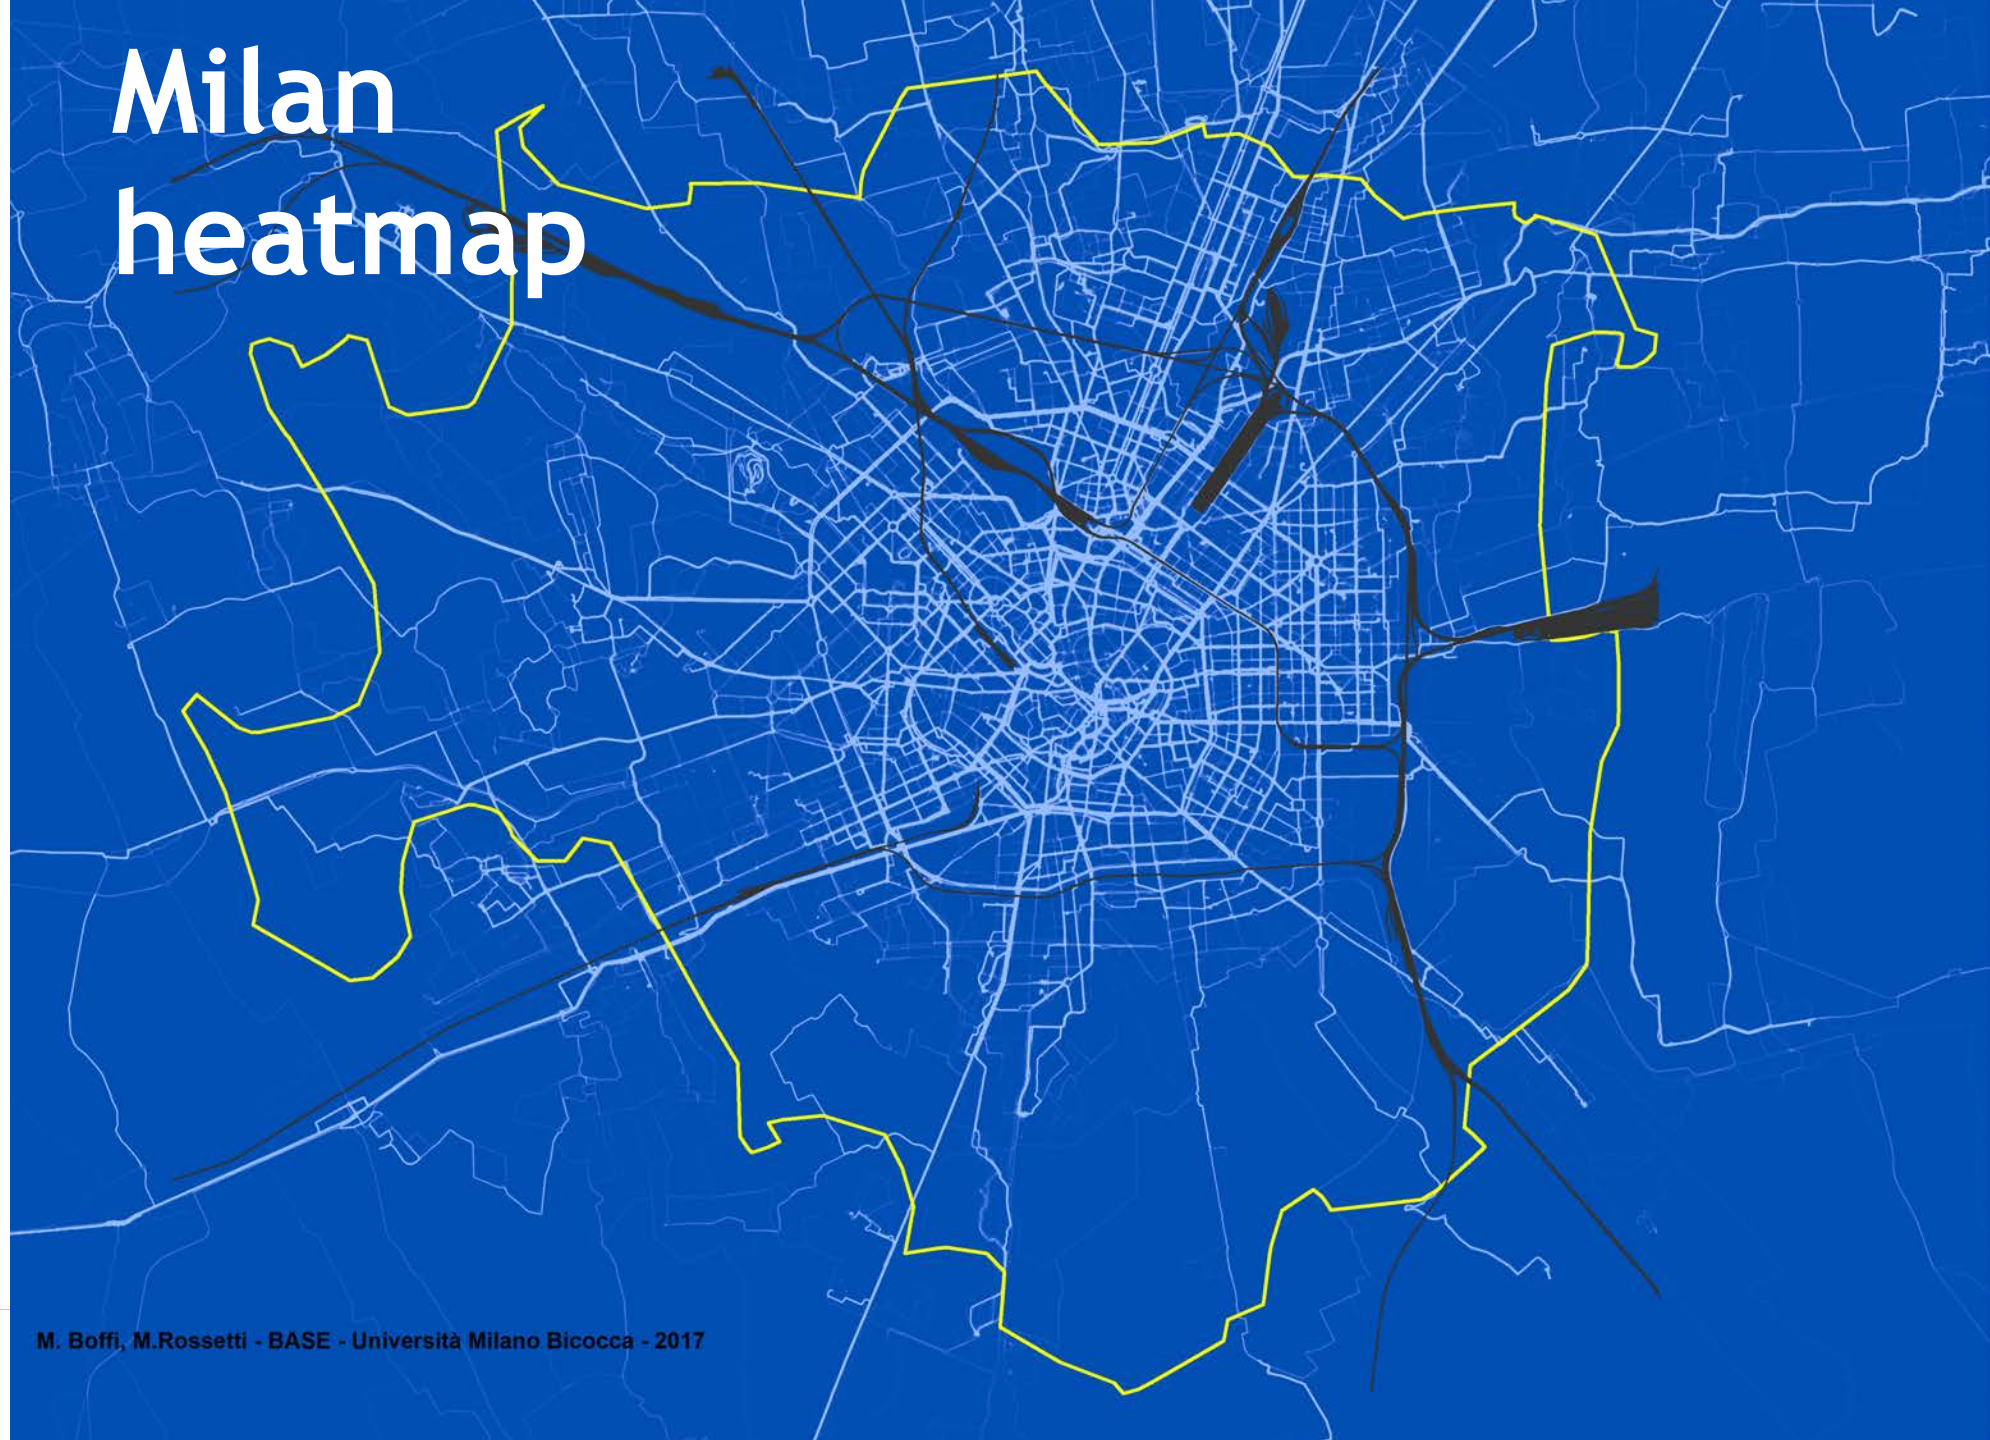 Milan
heatmap
M. Boffi, M.Rossetti - BASE - Università Milano Bicocca - 2017